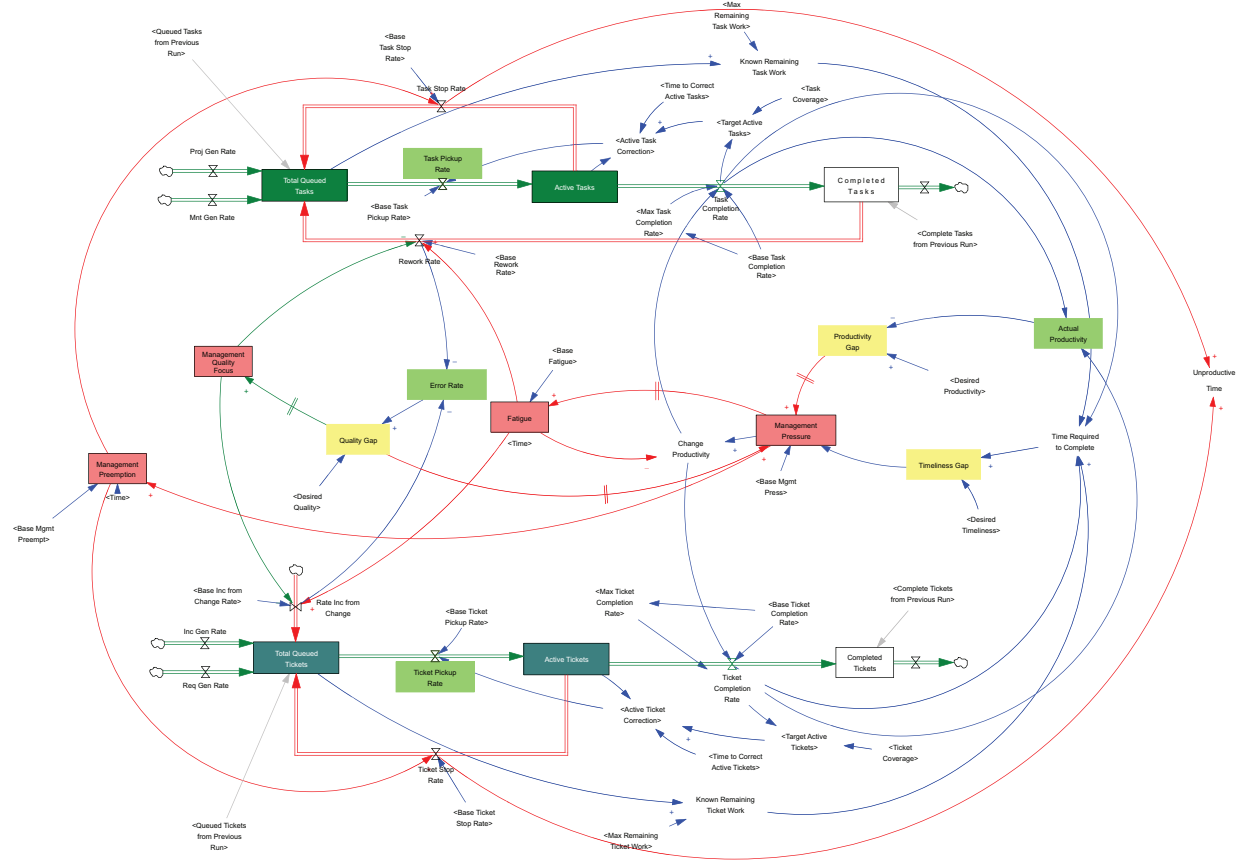 <Max
Remaining
Task Work>
<Queued Tasks
from Previous
Run>
<Base
Task Stop
Rate>
Known Remaining
Task Work
Task Stop Rate
<Time to Correct
Active Tasks>
<Task
Coverage>
<Target Active
Tasks>
<Active Task
Correction>
Proj Gen Rate
Task Pickup
Rate
Total Queued
Tasks
Active Tasks
Completed
Tasks
Mnt Gen Rate
<Base Task
Pickup Rate>
<Max Task
Completion
Rate>
Task
Completion
Rate
<Complete Tasks
from Previous Run>
Rework Rate
<Base
Rework
Rate>
<Base Task
Completion
Rate>
Management
Quality
Focus
<Base
Fatigue>
Productivity
Gap
Actual
Productivity
Error Rate
<Desired
Productivity>
Unproductive
Time
Fatigue
Quality Gap
<Time>
Change
Productivity
Management
Pressure
Time Required
to Complete
Management
Preemption
Timeliness Gap
<Time>
<Desired
Quality>
<Base Mgmt
Press>
<Desired
Timeliness>
<Base Mgmt
Preempt>
<Base Inc from
Change Rate>
Rate Inc from
Change
<Base Ticket
Pickup Rate>
<Max Ticket
Completion
Rate>
<Base Ticket
Completion
Rate>
<Complete Tickets
from Previous Run>
Inc Gen Rate
Total Queued
Tickets
Active Tickets
Completed
Tickets
Req Gen Rate
Ticket Pickup
Rate
Ticket
Completion
Rate
<Active Ticket
Correction>
<Target Active
Tickets>
<Ticket
Coverage>
<Time to Correct
Active Tickets>
Ticket Stop
Rate
Known Remaining
Ticket Work
<Base Ticket
Stop Rate>
<Queued Tickets
from Previous
Run>
<Max Remaining
Ticket Work>